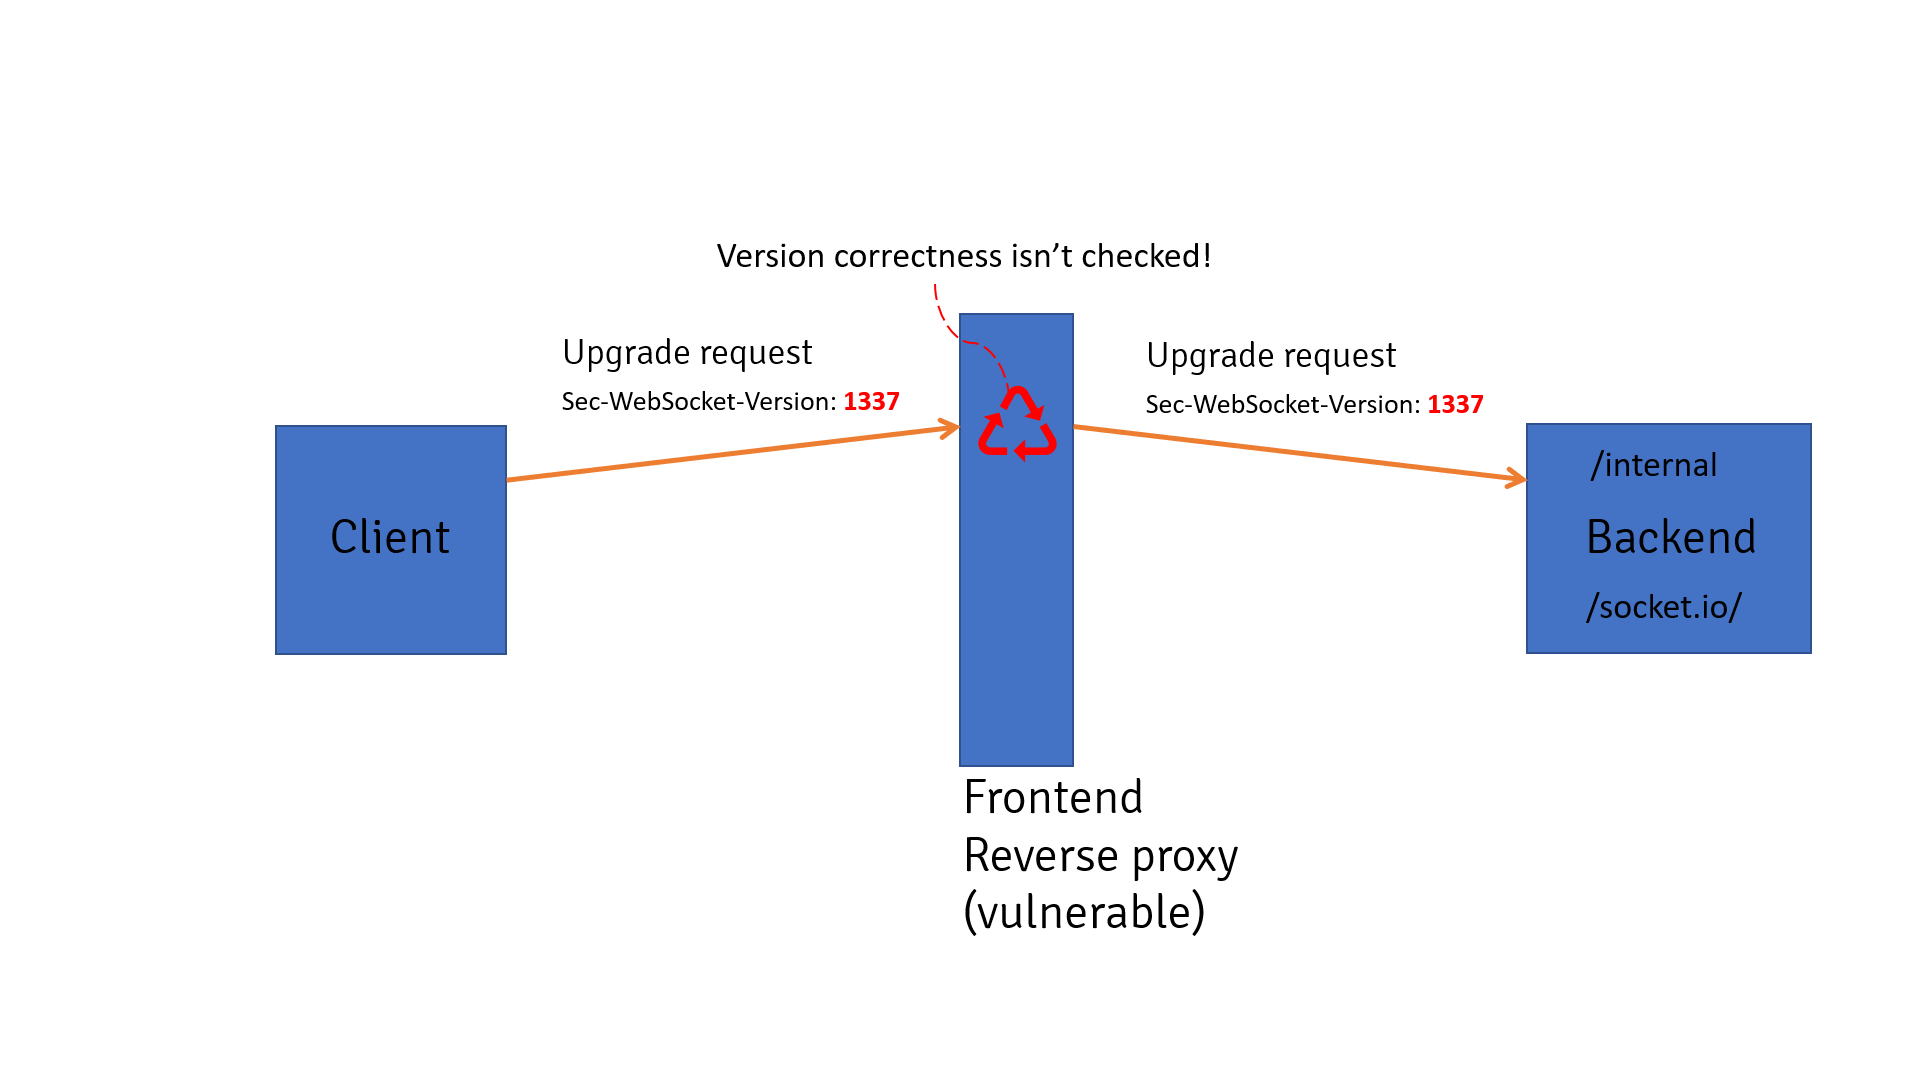 Version correctness isn’t checked!
Upgrade request
Sec-WebSocket-Version: 1337
Upgrade request
Sec-WebSocket-Version: 1337
Client
/internal
Backend
/socket.io/
Frontend
Reverse proxy
(vulnerable)